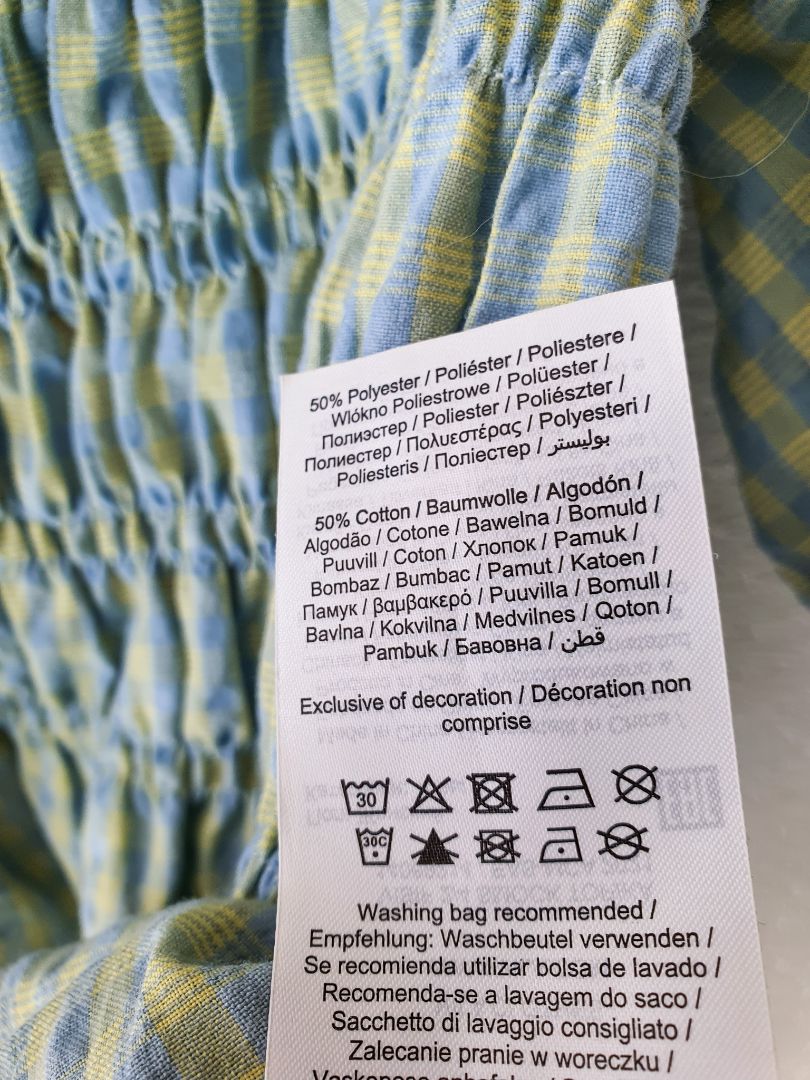 50% Polyester / Poliéster / Poliestere /
Wlókno Poliestrowe / Polüester /
Полиэстер / Poliester / Poliészter /
Полиестер / Πολυεστέρας / Polyesteri /
Poliesteris / Поліестер / بوليستر
50% Cotton / Baumwolle / Algodón /
Algodão / Cotone / Bawelna / Bomuld /
Puuvill / Coton / Хлопок / Pamuk /
Bombaz / Bumbac / Pamut / Katoen /
Памук / βαμβακερό / Puuvilla / Bomull /
Bavlna / Kokvilna / Medvilnes / Qoton /
Pambuk / Бавовна / قطن
Exclusive of decoration / Décoration non
comprise
30
30C
Washing bag recommended /
Empfehlung: Waschbeutel verwenden /
Se recomienda utilizar bolsa de lavado /
Recomenda-se a lavagem do saco /
Sacchetto di lavaggio consigliato /
Zalecanie pranie w woreczku /